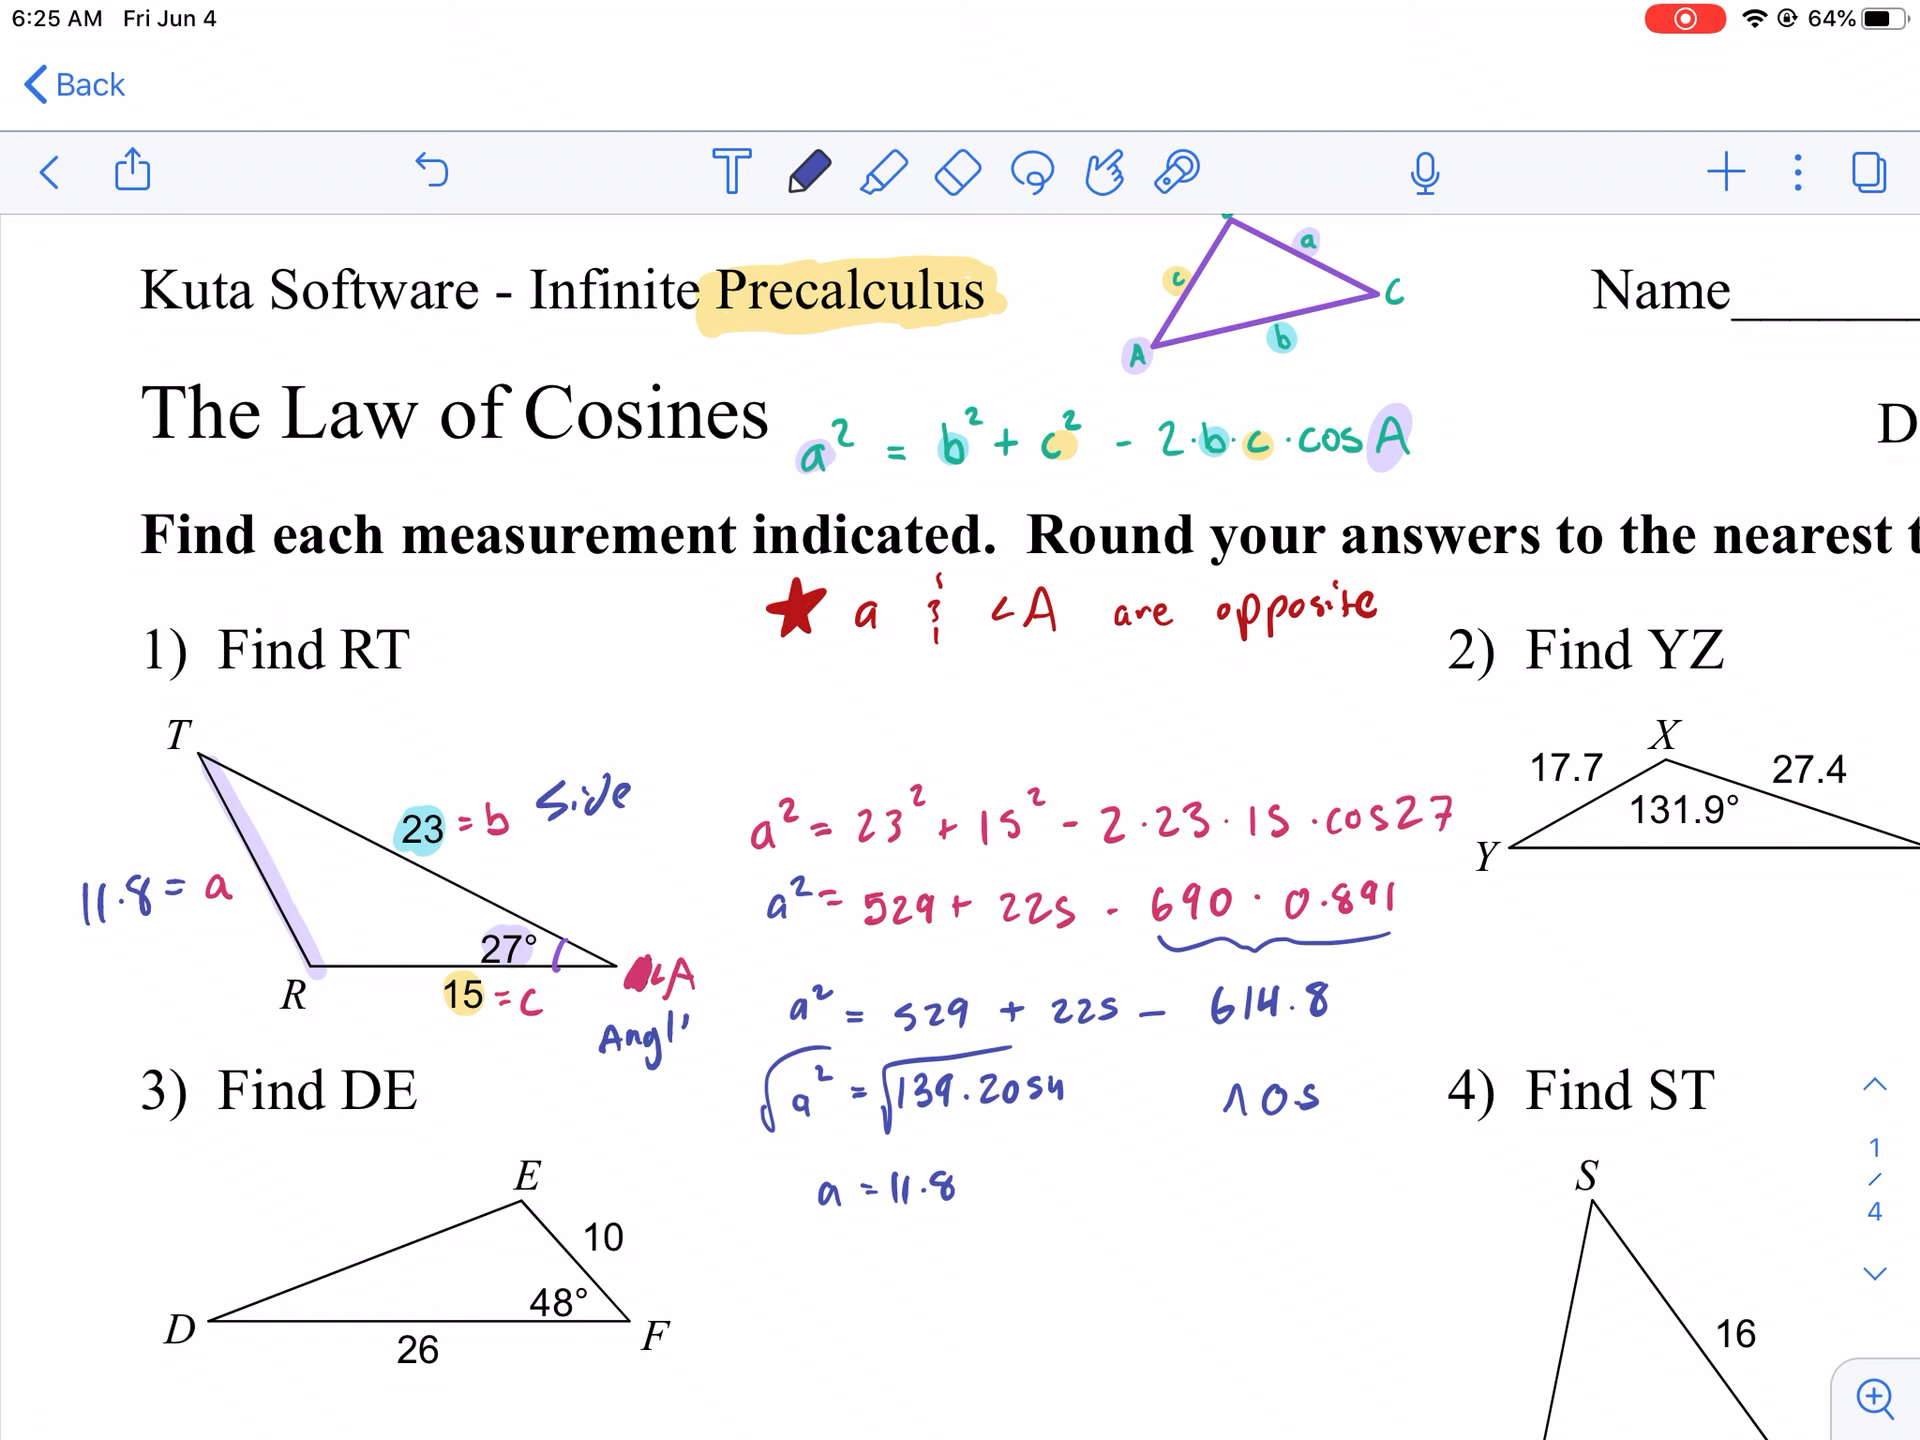 6:25 AM Fri Jun 4 64%
Back
Kuta Software - Infinite Precalculus
a
c
C
b
A
Name
The Law of Cosines
a² = b² + c² - 2·b·c·cosA
D
Find each measurement indicated. Round your answers to the nearest t
a & <A are opposite
1) Find RT
2) Find YZ
T
23 = b side
11.8 = a
27°
R
15 = c
<A
Angl
a² = 23² + 15² - 2·23·15·cos27
a² = 529 + 225 - 690 · 0.891
a² = 529 + 225 - 614.8
√a² = √139.2054
a = 11.8
X
17.7
27.4
131.9°
Y
3) Find DE
4) Find ST
E
10
48°
D
26
F
S
16
1
/
4